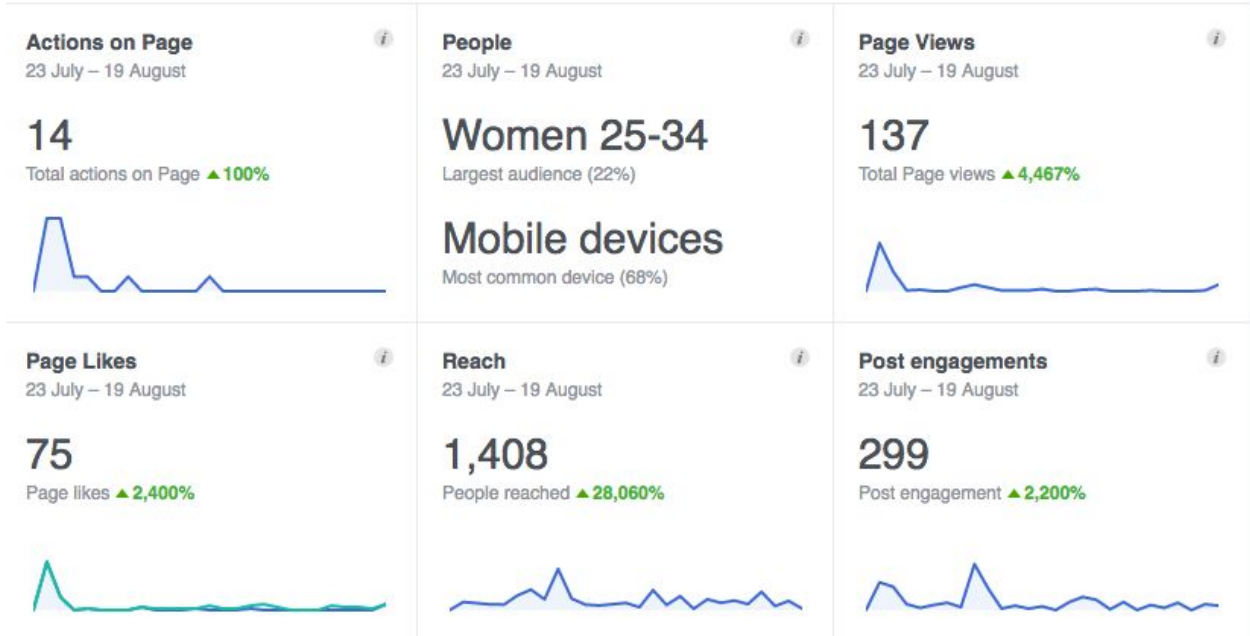 Actions on Page
23 July – 19 August
14
Total actions on Page ▲ 100%
People
23 July – 19 August
Women 25-34
Largest audience (22%)
Mobile devices
Most common device (68%)
Page Views
23 July – 19 August
137
Total Page views ▲ 4,467%
Page Likes
23 July – 19 August
75
Page likes ▲ 2,400%
Reach
23 July – 19 August
1,408
People reached ▲ 28,060%
Post engagements
23 July – 19 August
299
Post engagement ▲ 2,200%